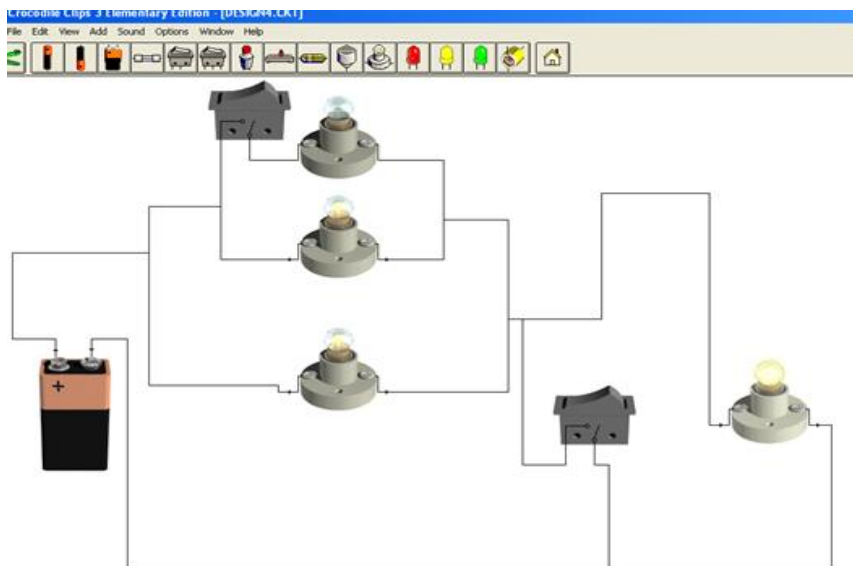 Crocodile Clips 3 Elementary Edition - [DESIGN4.CKT]
File Edit View Add Sound Options Window Help
+